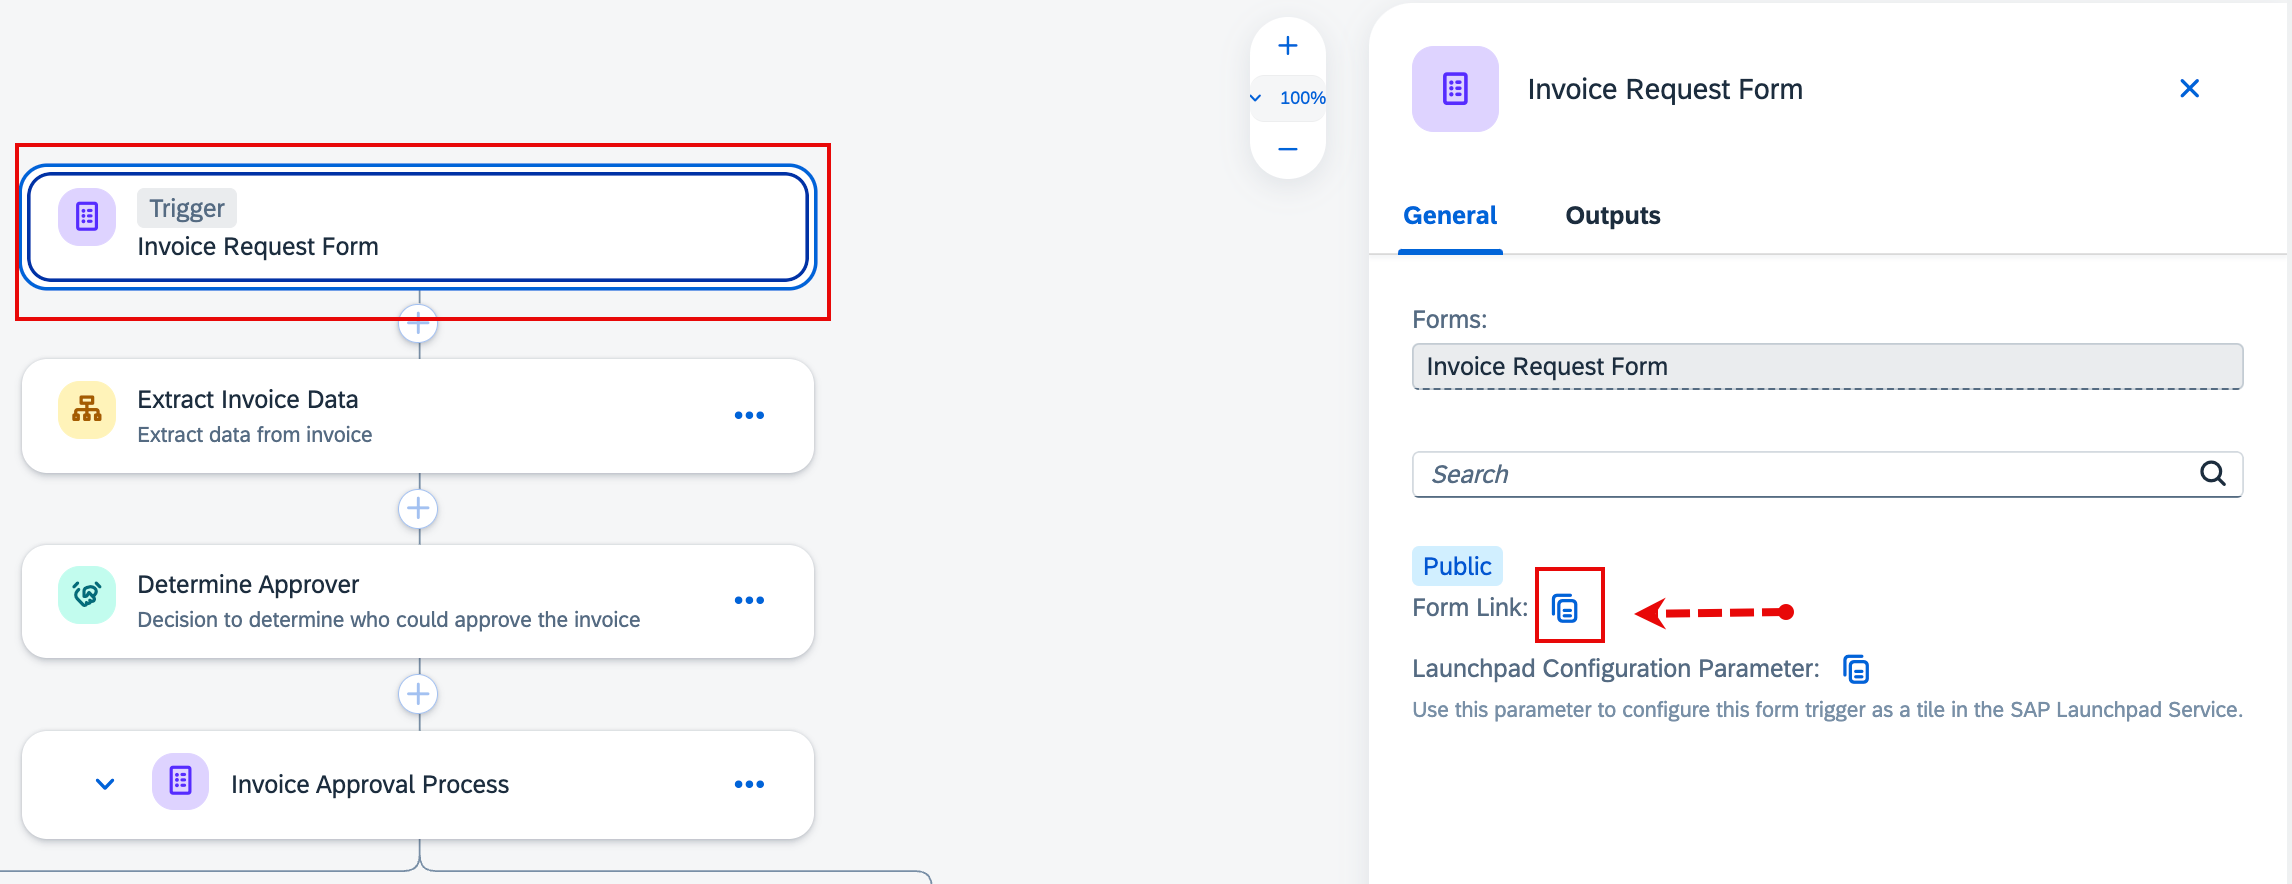 Trigger
Invoice Request Form
Extract Invoice Data
Extract data from invoice
Determine Approver
Decision to determine who could approve the invoice
Invoice Approval Process
100%
Invoice Request Form
General
Outputs
Forms:
Invoice Request Form
Search
Public
Form Link:
Launchpad Configuration Parameter:
Use this parameter to configure this form trigger as a tile in the SAP Launchpad Service.